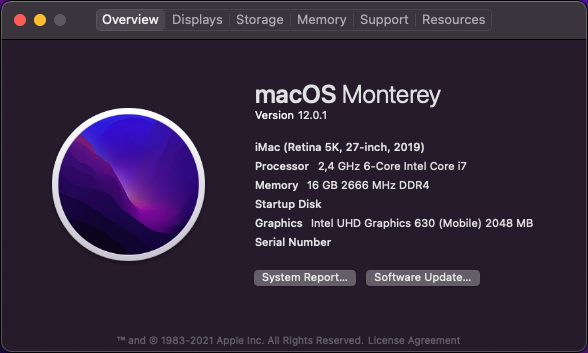 Overview Displays Storage Memory Support Resources
macOS Monterey
Version 12.0.1
iMac (Retina 5K, 27-inch, 2019)
Processor 2,4 GHz 6-Core Intel Core i7
Memory 16 GB 2666 MHz DDR4
Startup Disk
Graphics Intel UHD Graphics 630 (Mobile) 2048 MB
Serial Number
System Report... Software Update...
™ and © 1983-2021 Apple Inc. All Rights Reserved. License Agreement